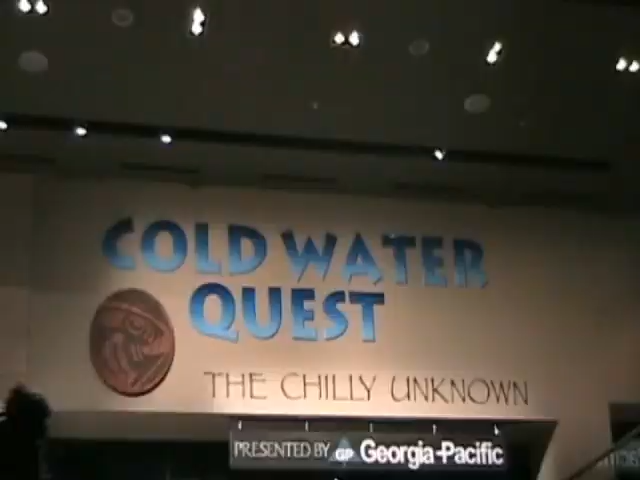 COLD WATER
QUEST
THE CHILLY UNKNOWN
PRESENTED BY GP Georgia-Pacific